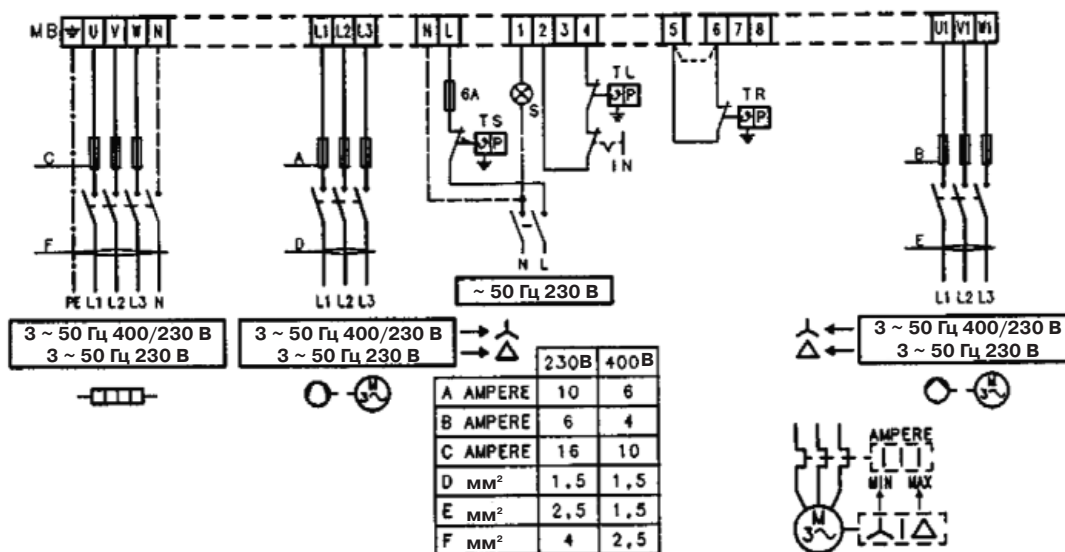 MB U V W N L1 L2 L3 N L 1 2 3 4 5 6 7 8 U1 V1 W1
6A S TL
TS P P TR P
C A IN B
F D E
PE L1 L2 L3 N L1 L2 L3 N L L1 L2 L3
~ 50 Гц 230 В
3 ~ 50 Гц 400/230 В
3 ~ 50 Гц 230 В
3 ~ 50 Гц 400/230 В
3 ~ 50 Гц 230 В
3 ~ 50 Гц 400/230 В
3 ~ 50 Гц 230 В
M
3~
M
3~
230В 400В
A AMPERE 10 6
B AMPERE 6 4
C AMPERE 16 10
D мм² 1,5 1,5
E мм² 2,5 1,5
F мм² 4 2,5
AMPERE
MIN MAX
M
3~